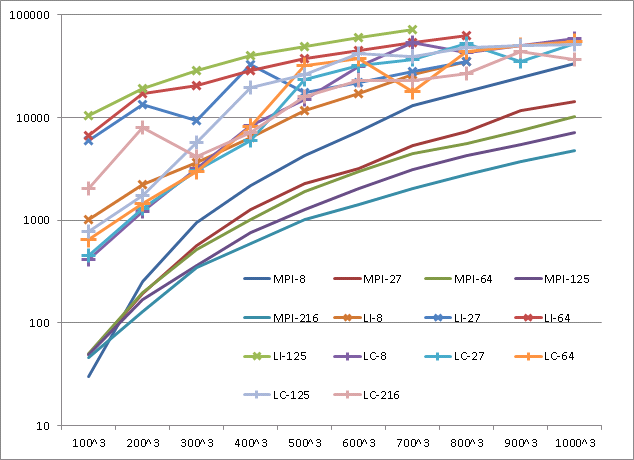 100000
10000
1000
100
10
MPI-8 MPI-27 MPI-64 MPI-125
MPI-216 LI-8 LI-27 LI-64
LI-125 LC-8 LC-27 LC-64
LC-125 LC-216
100^3 200^3 300^3 400^3 500^3 600^3 700^3 800^3 900^3 1000^3